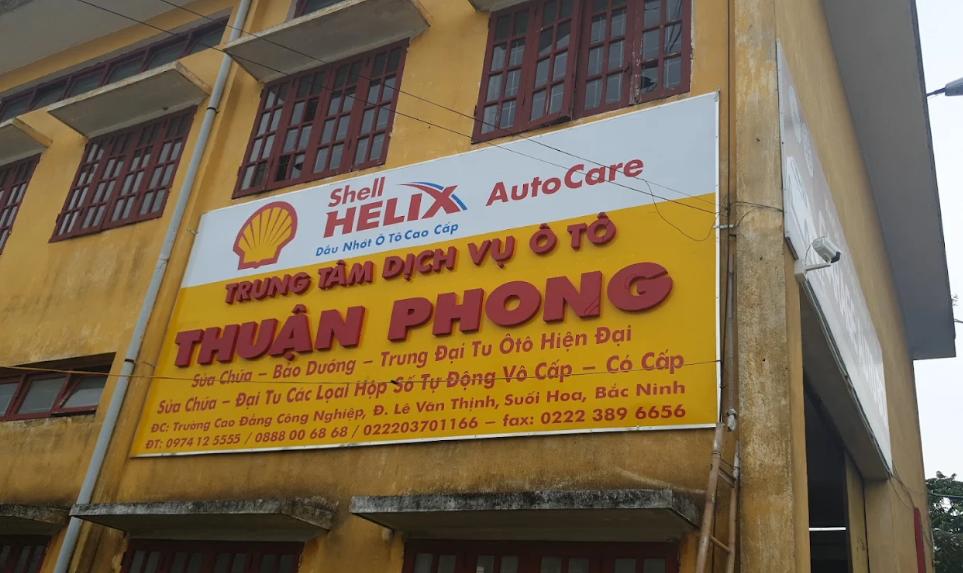 Shell
HELIX AutoCare
Dầu Nhớt Ô Tô Cao Cấp
TRUNG TÂM DỊCH VỤ Ô TÔ
THUẬN PHONG
Sửa Chữa – Bảo Dưỡng – Trung Đại Tu Ôtô Hiện Đại
Sửa Chữa – Đại Tu Các Loại Hộp Số Tự Động Vô Cấp – Có Cấp
ĐC: Trường Cao Đẳng Công Nghiệp, Đ. Lê Văn Thịnh, Suối Hoa, Bắc Ninh
ĐT: 0974 12 5555 / 0888 00 68 68 / 022203701166 – fax: 0222 389 6656